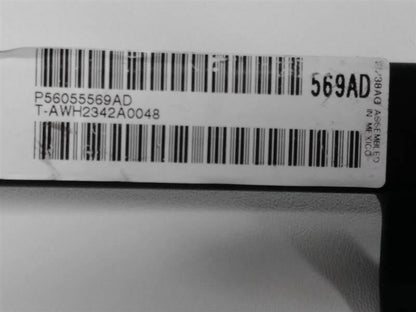 569AD
P56055569AD
T-AWH2342A0048
ASSEMBLED
IN MEXICO